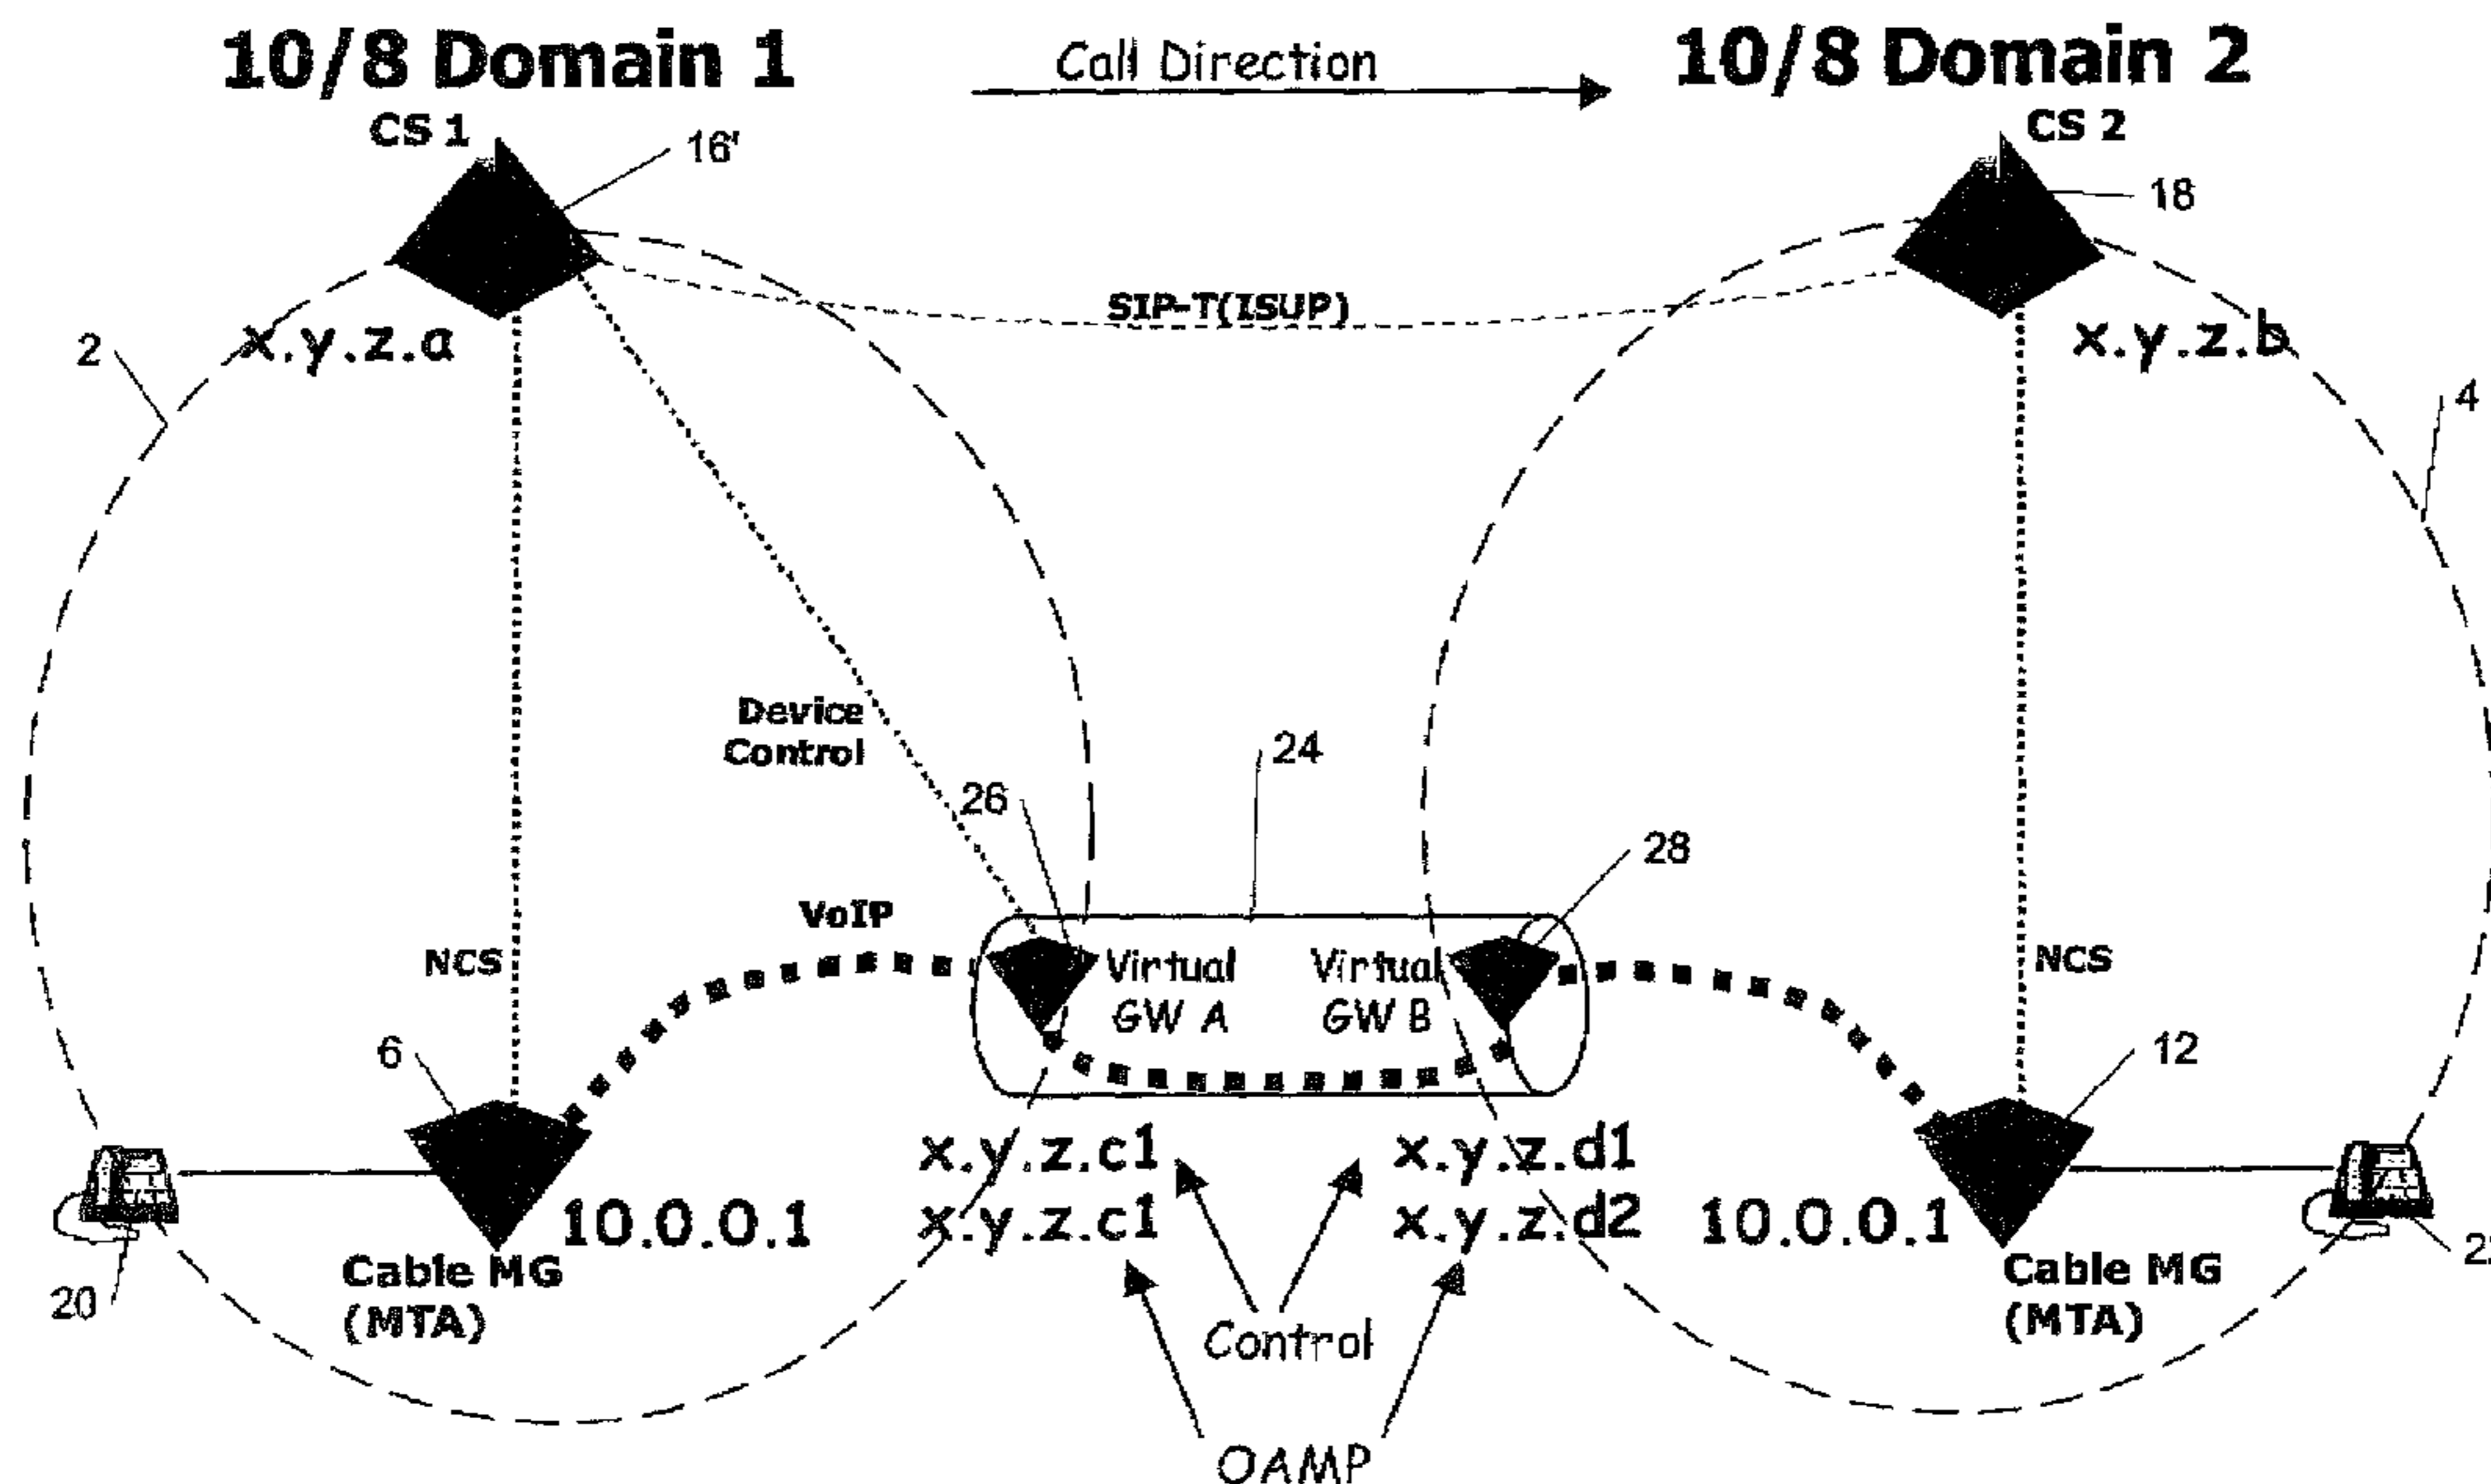 10/8 Domain 1
Call Direction
10/8 Domain 2
CS 1
16'
CS 2
18
SIP-T(ISUP)
x.y.z.a
x.y.z.b
2
4
Device
Control
24
26
28
VoIP
NCS
Virtual
GW A
Virtual
GW B
NCS
6
12
x.y.z.c1
x.y.z.d1
10.0.0.1
x.y.z.c1
x.y.z.d2
10.0.0.1
Cable MG
(MTA)
Cable MG
(MTA)
20
Control
OAMP